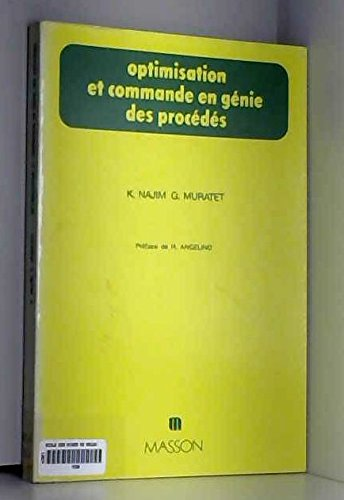 optimisation
et commande en génie
des procédés
K. NAJIM G. MURATET
Préface de H. ANGELINO
m
MASSON